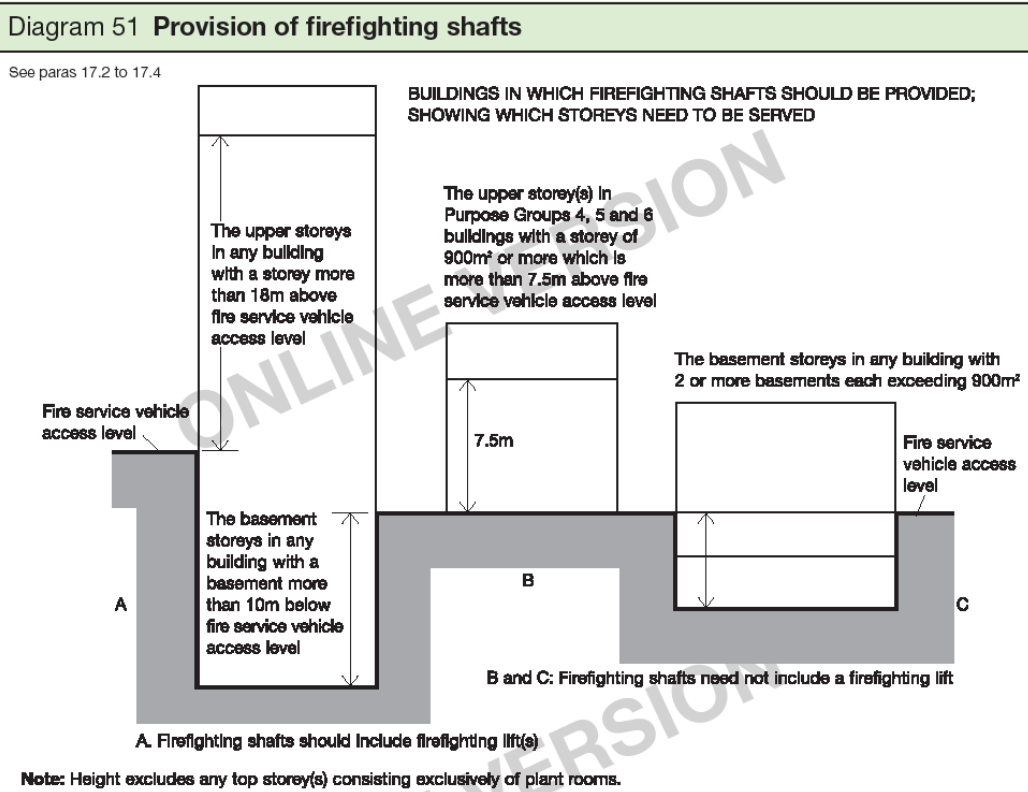 Diagram 51 Provision of firefighting shafts
See paras 17.2 to 17.4
BUILDINGS IN WHICH FIREFIGHTING SHAFTS SHOULD BE PROVIDED;
SHOWING WHICH STOREYS NEED TO BE SERVED
The upper storeys
in any building
with a storey more
than 18m above
fire service vehicle
access level
The upper storey(s) in
Purpose Groups 4, 5 and 6
buildings with a storey of
900m² or more which is
more than 7.5m above fire
service vehicle access level
The basement storeys in any building with
2 or more basements each exceeding 900m²
Fire service vehicle
access level
7.5m
Fire service
vehicle access
level
The basement
storeys in any
building with a
basement more
than 10m below
fire service vehicle
access level
A
B
C
B and C: Firefighting shafts need not include a firefighting lift
A. Firefighting shafts should include firefighting lift(s)
Note: Height excludes any top storey(s) consisting exclusively of plant rooms.
ONLINE VERSION
ONLINE VERSION